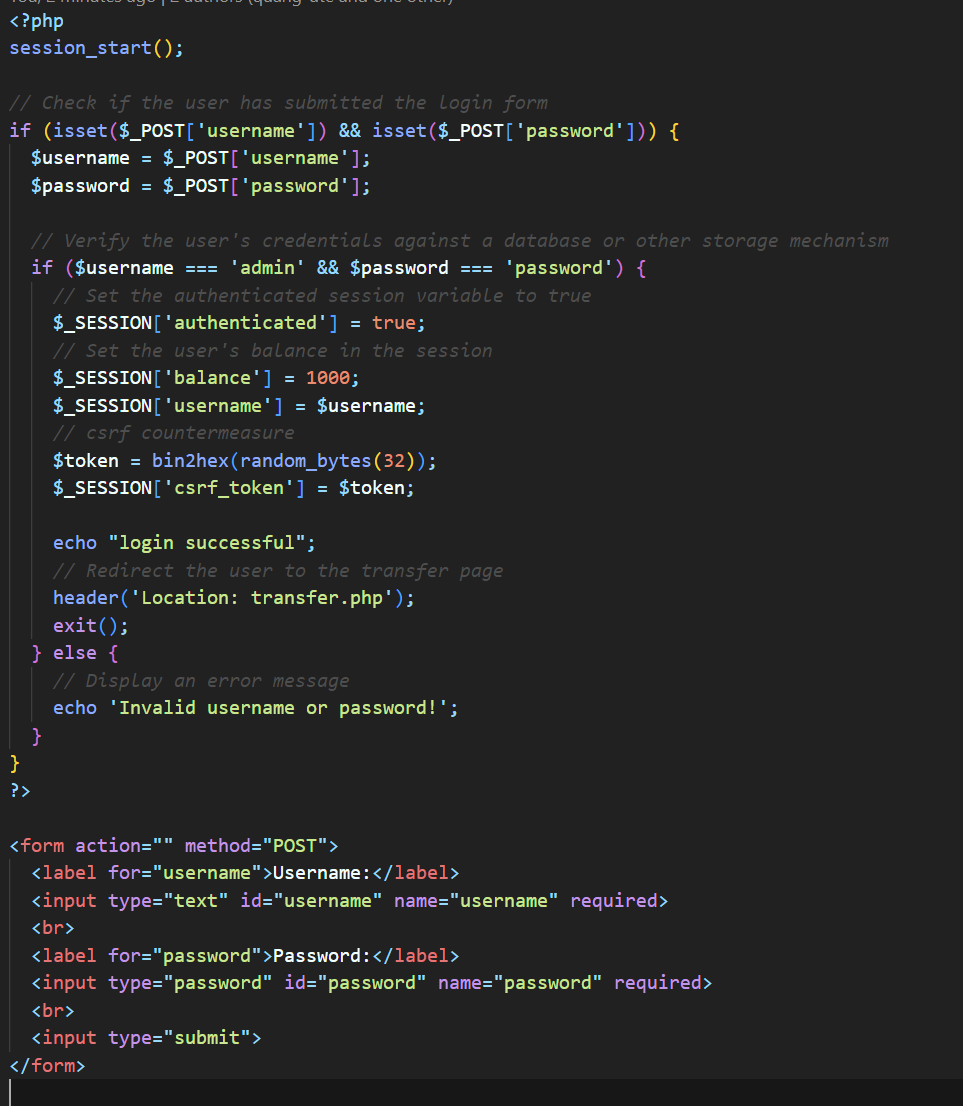 <?php
session_start();
// Check if the user has submitted the login form
if (isset($_POST['username']) && isset($_POST['password'])) {
$username = $_POST['username'];
$password = $_POST['password'];
// Verify the user's credentials against a database or other storage mechanism
if ($username === 'admin' && $password === 'password') {
// Set the authenticated session variable to true
$_SESSION['authenticated'] = true;
// Set the user's balance in the session
$_SESSION['balance'] = 1000;
$_SESSION['username'] = $username;
// csrf countermeasure
$token = bin2hex(random_bytes(32));
$_SESSION['csrf_token'] = $token;
echo "login successful";
// Redirect the user to the transfer page
header('Location: transfer.php');
exit();
} else {
// Display an error message
echo 'Invalid username or password!';
}
}
?>
<form action="" method="POST">
<label for="username">Username:</label>
<input type="text" id="username" name="username" required>
<br>
<label for="password">Password:</label>
<input type="password" id="password" name="password" required>
<br>
<input type="submit">
</form>